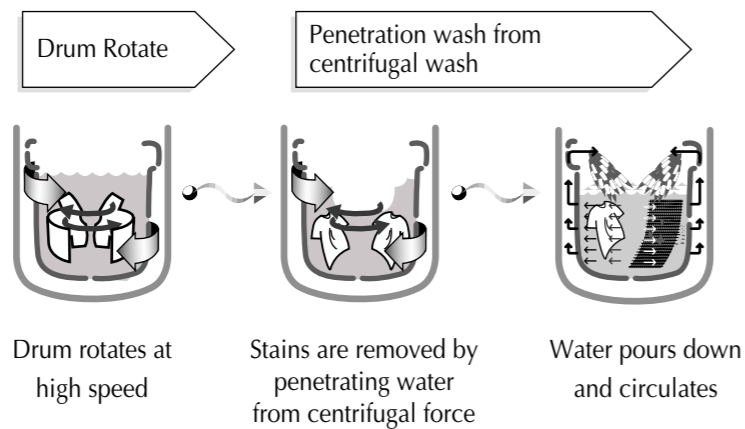 Drum Rotate
Penetration wash from
centrifugal wash
Drum rotates at
high speed
Stains are removed by
penetrating water
from centrifugal force
Water pours down
and circulates